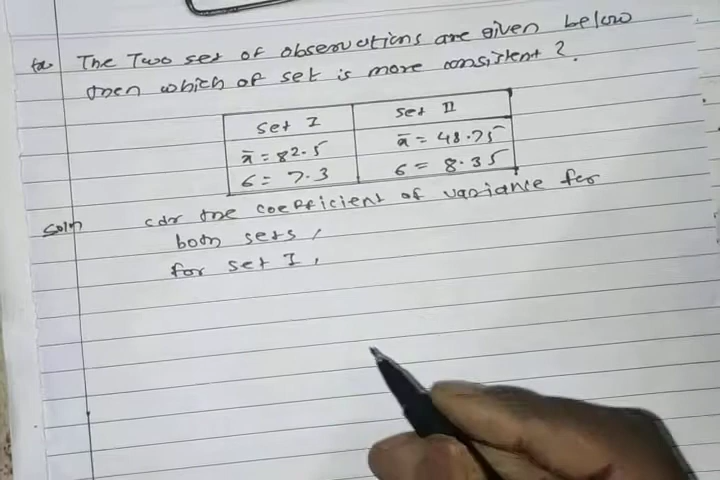 Ex The Two set of observations are given below
then which of set is more consistent ?
set I set II
x̄ = 82.5 x̄ = 48.75
σ = 7.3 σ = 8.35
Soln cdr the coefficient of variance for
both sets,
for set I,